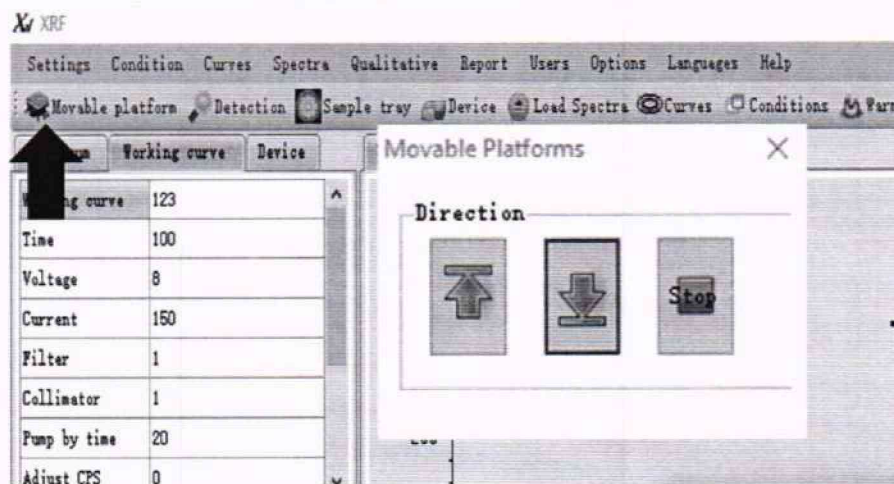 XRF
Settings Condition Curves Spectra Qualitative Report Users Options Languages Help
Movable platform Detection Sample tray Device Load Spectra Curves Conditions
Working curve Device
Movable Platforms
Direction
Stop
curve 123
Time 100
Voltage 8
Current 150
Filter 1
Collimator 1
Pump by time 20
Adjust CPS 0